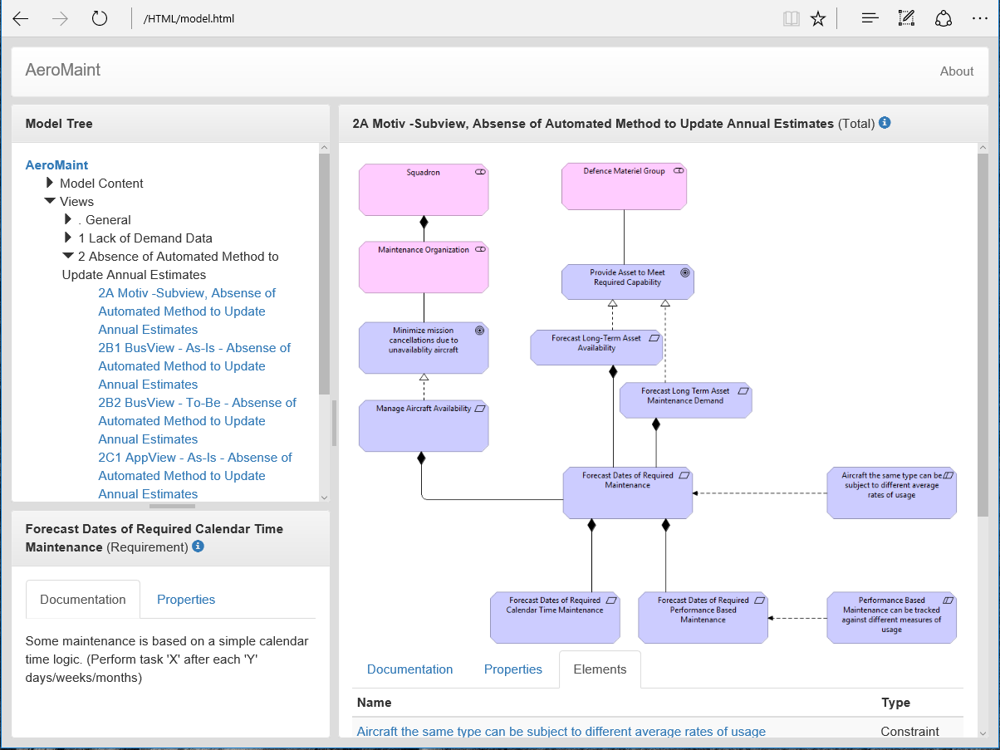 /HTML/model.html
AeroMaint
About
Model Tree
AeroMaint
Model Content
Views
. General
1 Lack of Demand Data
2 Absence of Automated Method to
Update Annual Estimates
2A Motiv -Subview, Absense of
Automated Method to Update
Annual Estimates
2B1 BusView - As-Is - Absense of
Automated Method to Update
Annual Estimates
2B2 BusView - To-Be - Absense of
Automated Method to Update
Annual Estimates
2C1 AppView - As-Is - Absense of
Automated Method to Update
Annual Estimates
Forecast Dates of Required Calendar Time
Maintenance (Requirement)
Documentation
Properties
Some maintenance is based on a simple calendar
time logic. (Perform task 'X' after each 'Y'
days/weeks/months)
2A Motiv -Subview, Absense of Automated Method to Update Annual Estimates (Total)
Squadron
Defence Materiel Group
Maintenance Organization
Provide Asset to Meet
Required Capability
Minimize mission
cancellations due to
unavailablity aircraft
Forecast Long-Term Asset
Availability
Forecast Long Term Asset
Maintenance Demand
Manage Aircraft Availability
Forecast Dates of Required
Maintenance
Aircraft the same type can be
subject to different average
rates of usage
Forecast Dates of Required
Calendar Time Maintenance
Forecast Dates of Required
Performance Based
Maintenance
Performance Based
Maintenance can be tracked
against different measures of
usage
Documentation
Properties
Elements
Name
Type
Aircraft the same type can be subject to different average rates of usage
Constraint